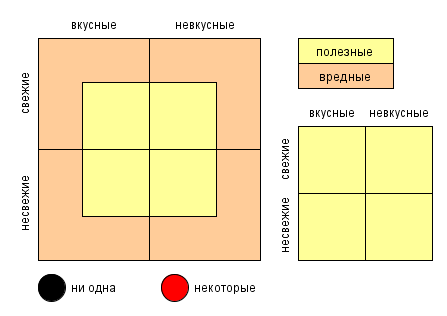 вкусные невкусные
свежие
несвежие
полезные
вредные
вкусные невкусные
свежие
несвежие
ни одна некоторые